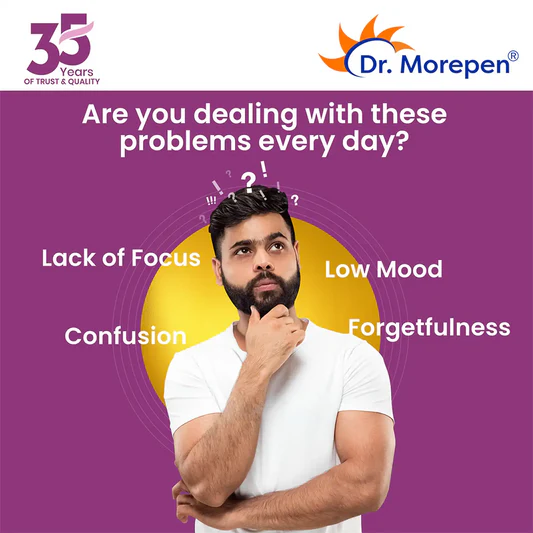 35
Years
OF TRUST & QUALITY
Dr. Morepen®
Are you dealing with these
problems every day?
! ? ! ?
!!! ? ! ! ?
?
Lack of Focus
Low Mood
Confusion
Forgetfulness